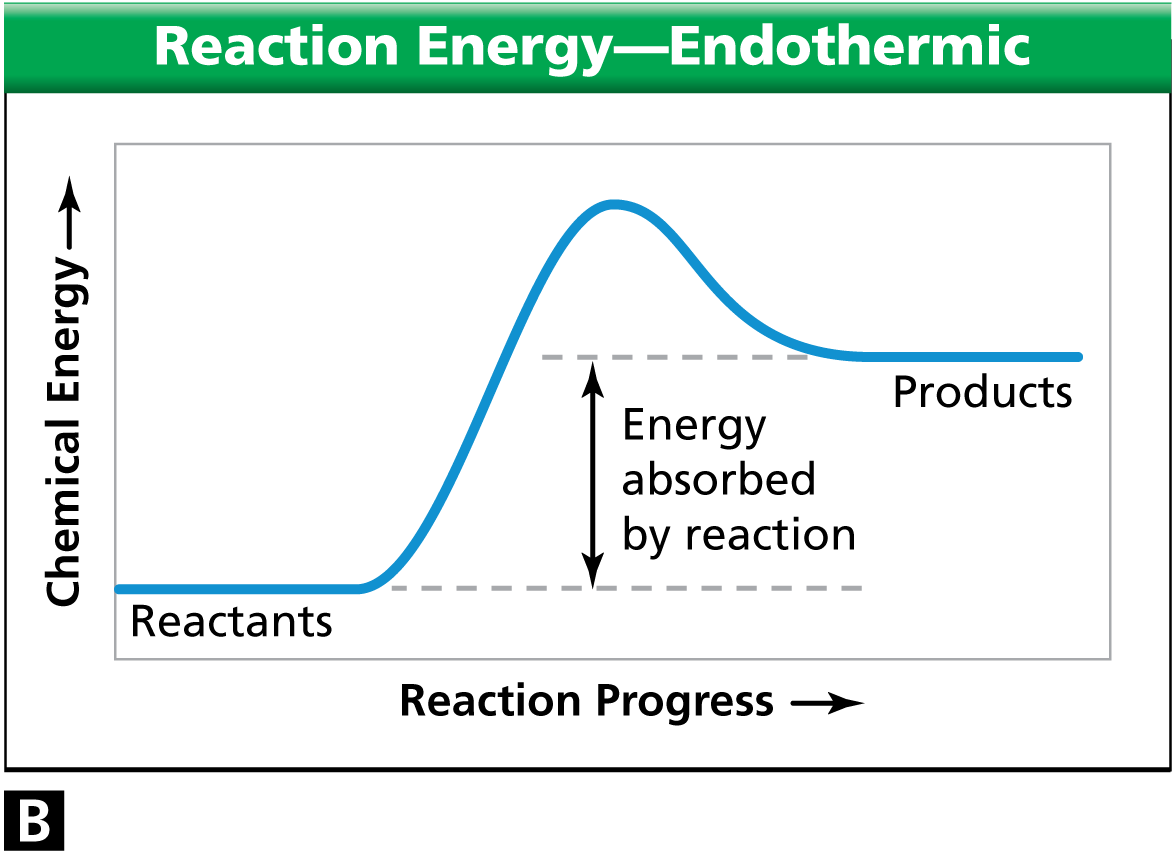 Reaction Energy—Endothermic
Chemical Energy
Products
Energy
absorbed
by reaction
Reactants
Reaction Progress
B